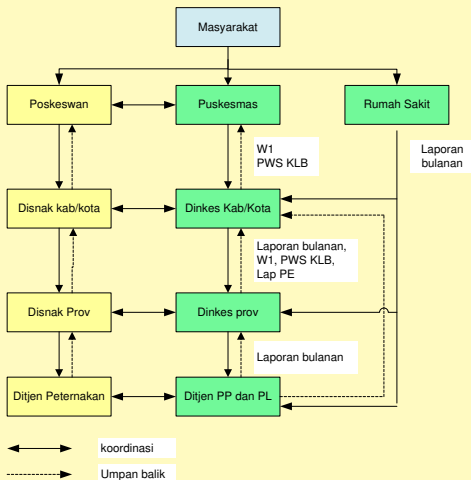 Masyarakat
Poskeswan
Puskesmas
Rumah Sakit
W1
PWS KLB
Laporan
bulanan
Disnak kab/kota
Dinkes Kab/Kota
Laporan bulanan,
W1, PWS KLB,
Lap PE
Disnak Prov
Dinkes prov
Laporan bulanan
Ditjen Peternakan
Ditjen PP dan PL
koordinasi
Umpan balik